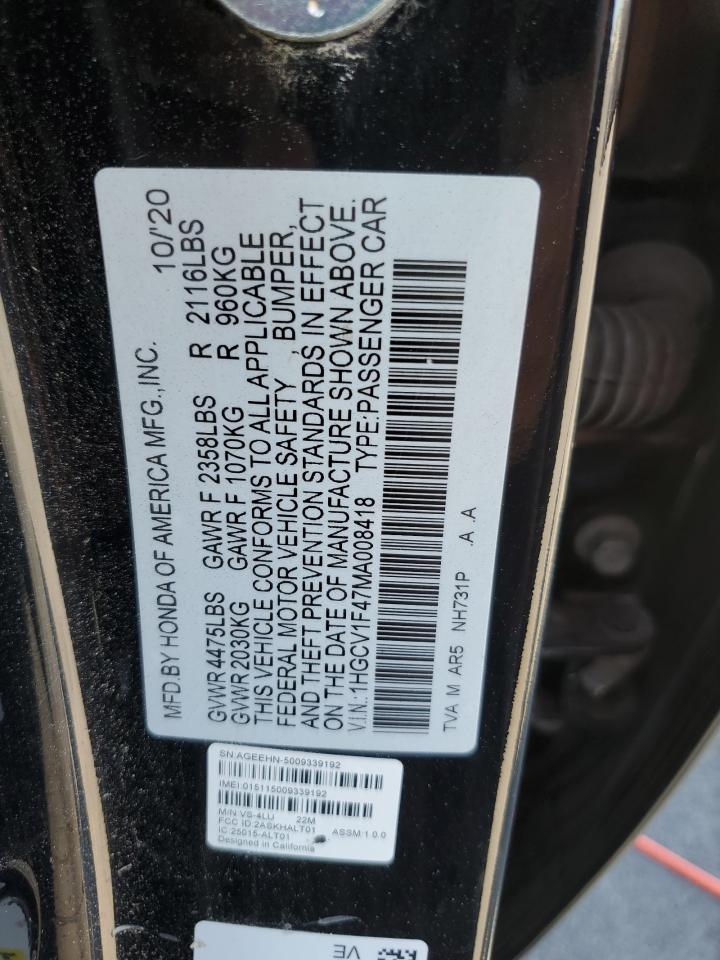 MFD.BY HONDA OF AMERICA MFG.,INC. 10/'20
GVWR 4475LBS GAWR F 2358LBS R 2116LBS
GVWR 2030KG GAWR F 1070KG R 960KG
THIS VEHICLE CONFORMS TO ALL APPLICABLE
FEDERAL MOTOR VEHICLE SAFETY , BUMPER,
AND THEFT PREVENTION STANDARDS IN EFFECT
ON THE DATE OF MANUFACTURE SHOWN ABOVE.
V.I.N.:1HGCV1F47MA008418 TYPE:PASSENGER CAR
TVA M AR5 NH731P .A .A
SN:AGEEHN-5009339192
IMEI:015115009339192
M/N VS-4LU 22M
FCC ID:2ASKHALT01 ASSM:1.0.0
IC:25015-ALT01
Designed in California
VE